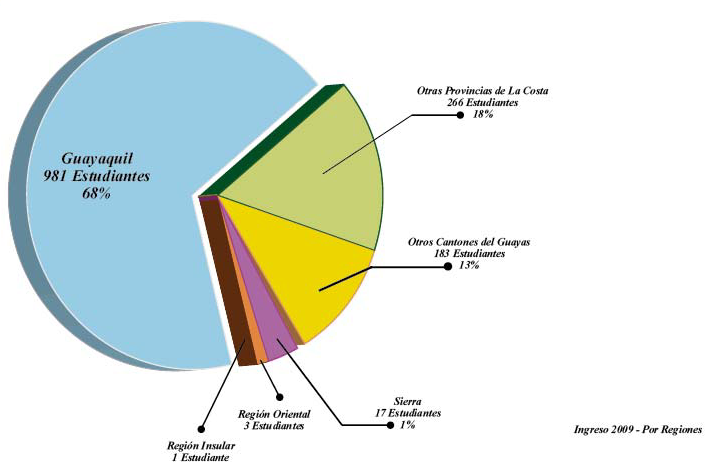 Otras Provincias de La Costa
266 Estudiantes
18%
Guayaquil
981 Estudiantes
68%
Otros Cantones del Guayas
183 Estudiantes
13%
Sierra
17 Estudiantes
1%
Región Oriental
3 Estudiantes
Región Insular
1 Estudiante
Ingreso 2009 - Por Regiones